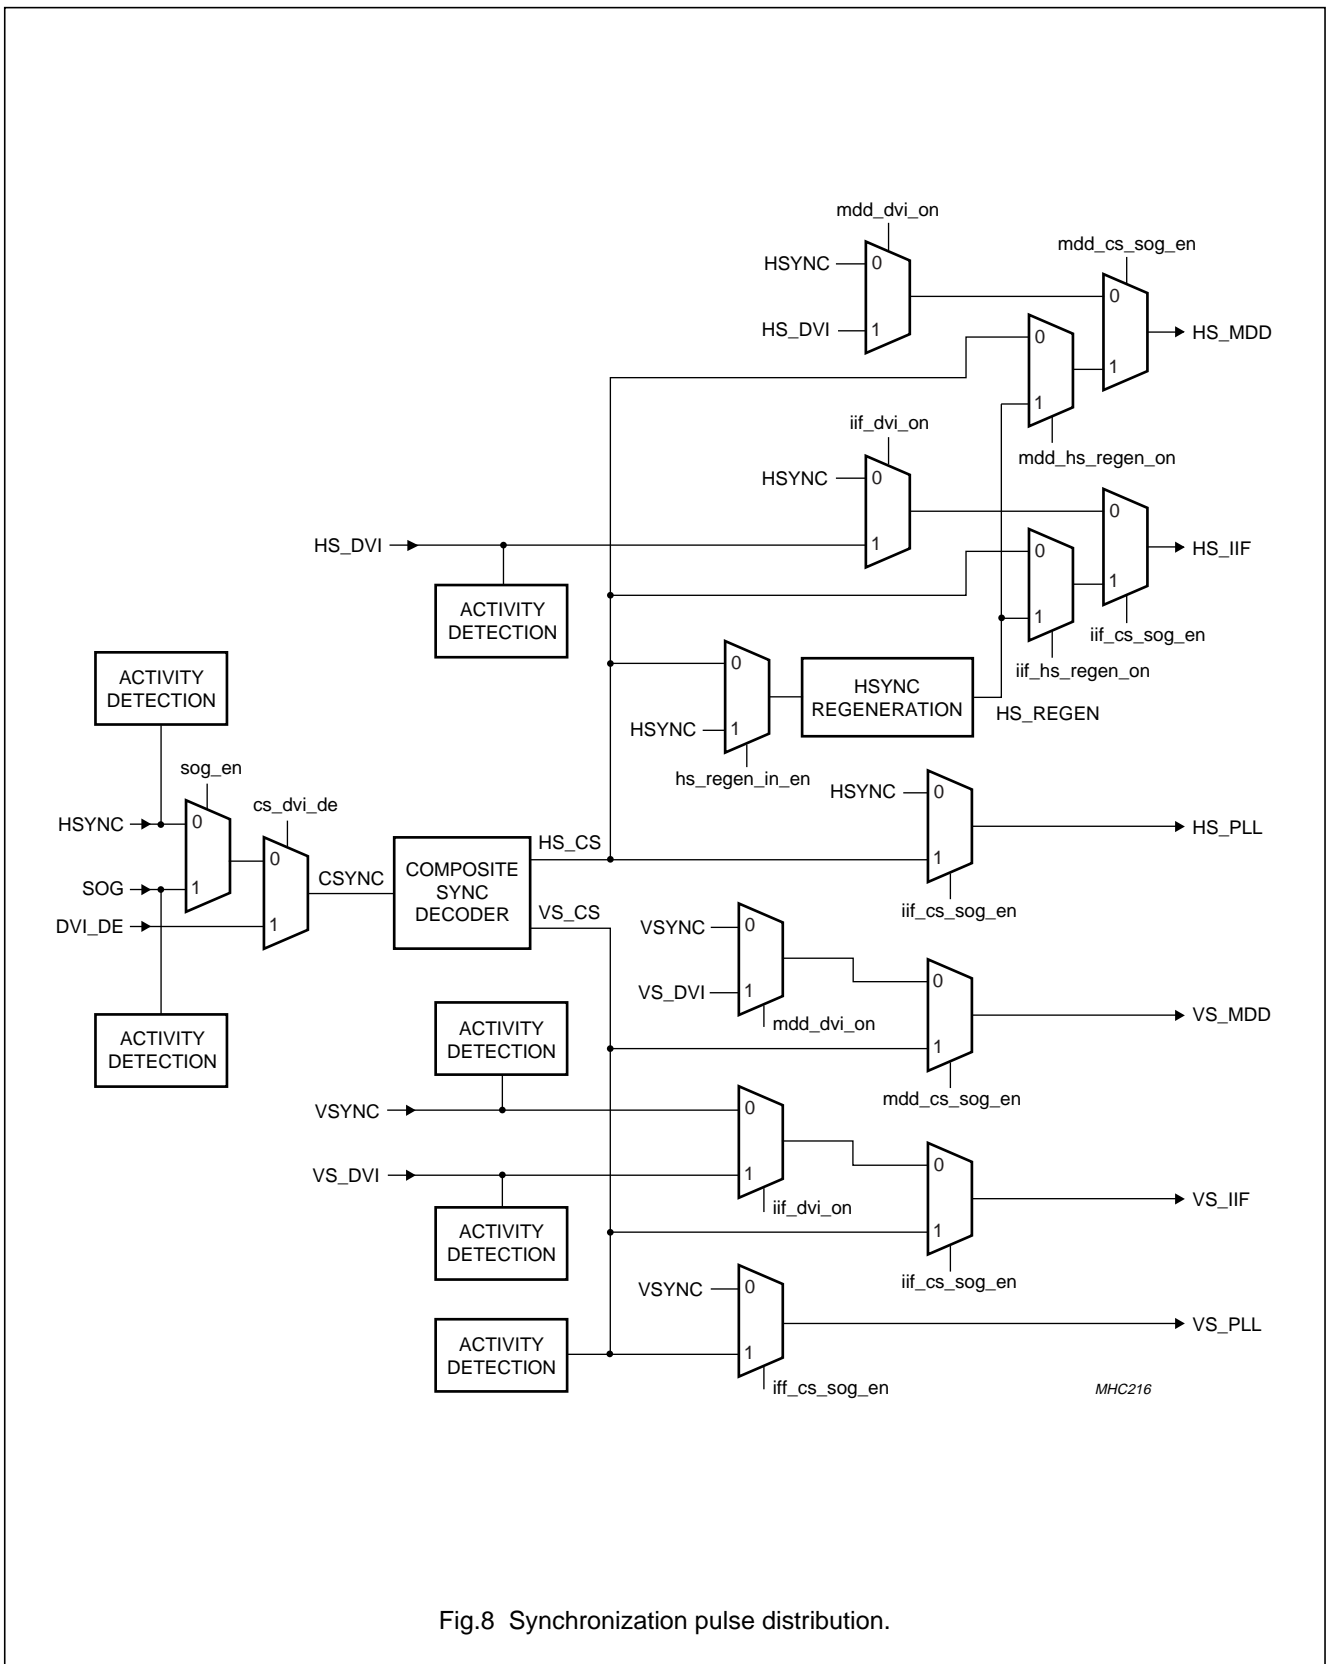 mdd_dvi_on
HSYNC
0
mdd_cs_sog_en
0
HS_DVI
1
HS_MDD
0
1
1
iif_dvi_on
mdd_hs_regen_on
HSYNC
0
0
HS_DVI
1
HS_IIF
0
ACTIVITY
DETECTION
1
1
iif_cs_sog_en
ACTIVITY
DETECTION
0
HSYNC
REGENERATION
iif_hs_regen_on
HS_REGEN
HSYNC
1
sog_en
hs_regen_in_en
HSYNC
0
cs_dvi_de
HSYNC
0
HS_PLL
HS_CS
0
COMPOSITE
SYNC
DECODER
1
CSYNC
SOG
1
iif_cs_sog_en
VS_CS
DVI_DE
1
VSYNC
0
0
VS_DVI
1
VS_MDD
mdd_dvi_on
ACTIVITY
DETECTION
ACTIVITY
DETECTION
1
mdd_cs_sog_en
VSYNC
0
0
VS_DVI
1
VS_IIF
iif_dvi_on
ACTIVITY
DETECTION
1
iif_cs_sog_en
VSYNC
0
VS_PLL
ACTIVITY
DETECTION
1
iff_cs_sog_en
MHC216
Fig.8 Synchronization pulse distribution.